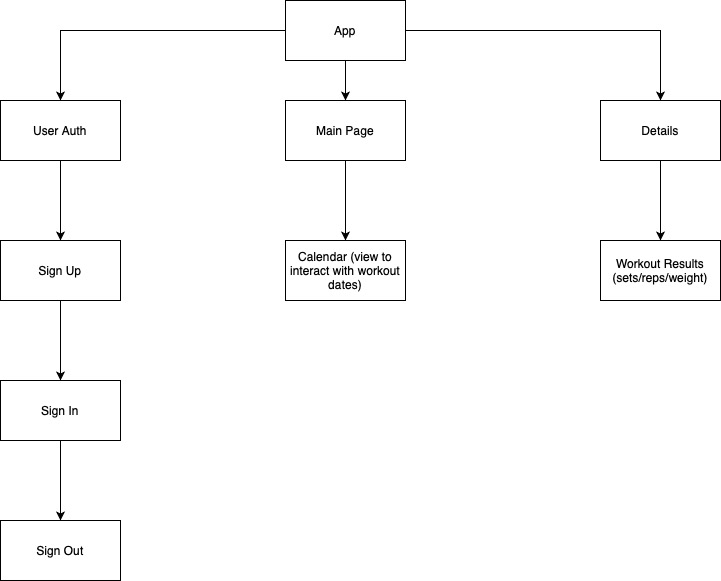 App
User Auth
Main Page
Details
Sign Up
Calendar (view to
interact with workout
dates)
Workout Results
(sets/reps/weight)
Sign In
Sign Out